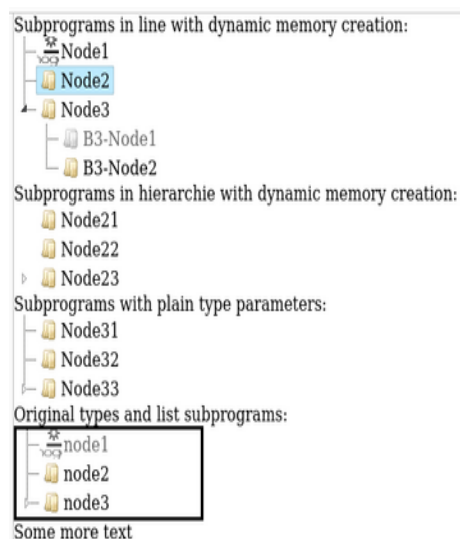 Subprograms in line with dynamic memory creation:
Node1
Node2
Node3
B3-Node1
B3-Node2
Subprograms in hierarchie with dynamic memory creation:
Node21
Node22
Node23
Subprograms with plain type parameters:
Node31
Node32
Node33
Original types and list subprograms:
node1
node2
node3
Some more text